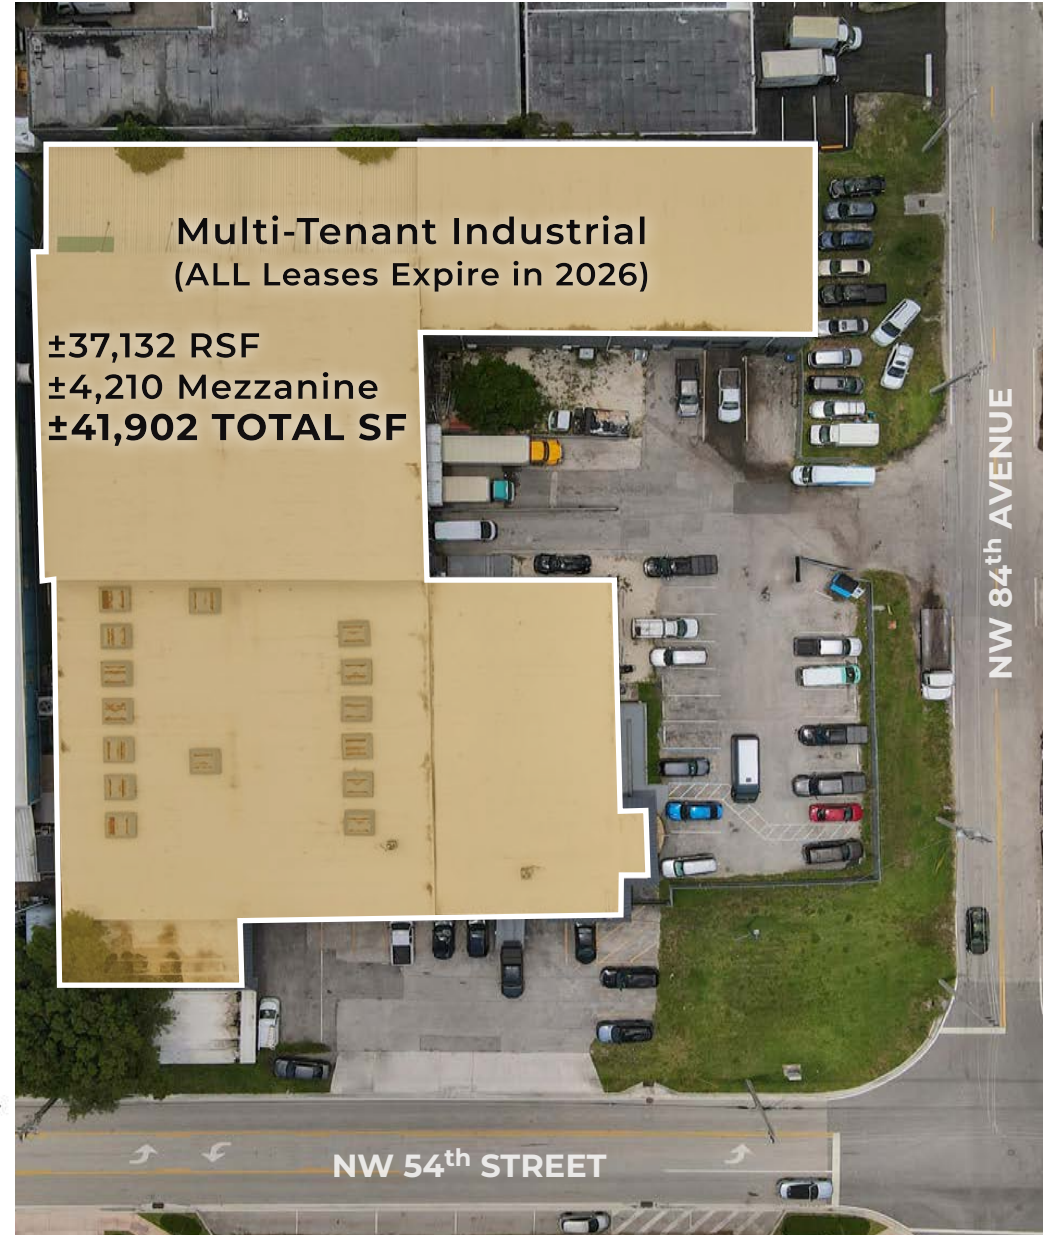 Multi-Tenant Industrial
(ALL Leases Expire in 2026)
±37,132 RSF
±4,210 Mezzanine
±41,902 TOTAL SF
NW 84th AVENUE
NW 54th STREET